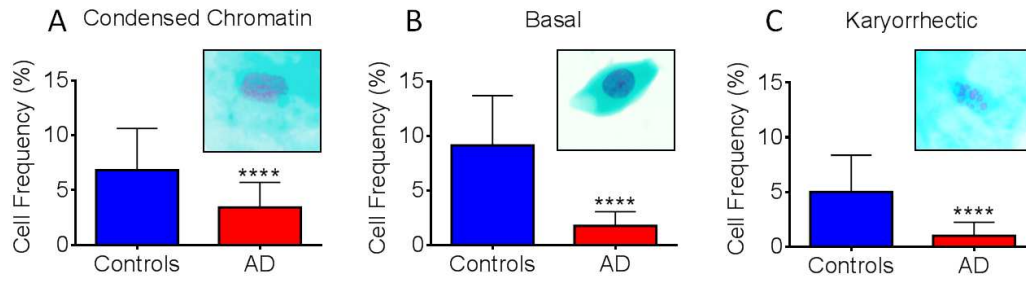 A Condensed Chromatin
Cell Frequency (%)
15
10
5
0
****
Controls AD
B Basal
Cell Frequency (%)
15
10
5
0
****
Controls AD
C Karyorrhectic
Cell Frequency (%)
15
10
5
0
****
Controls AD